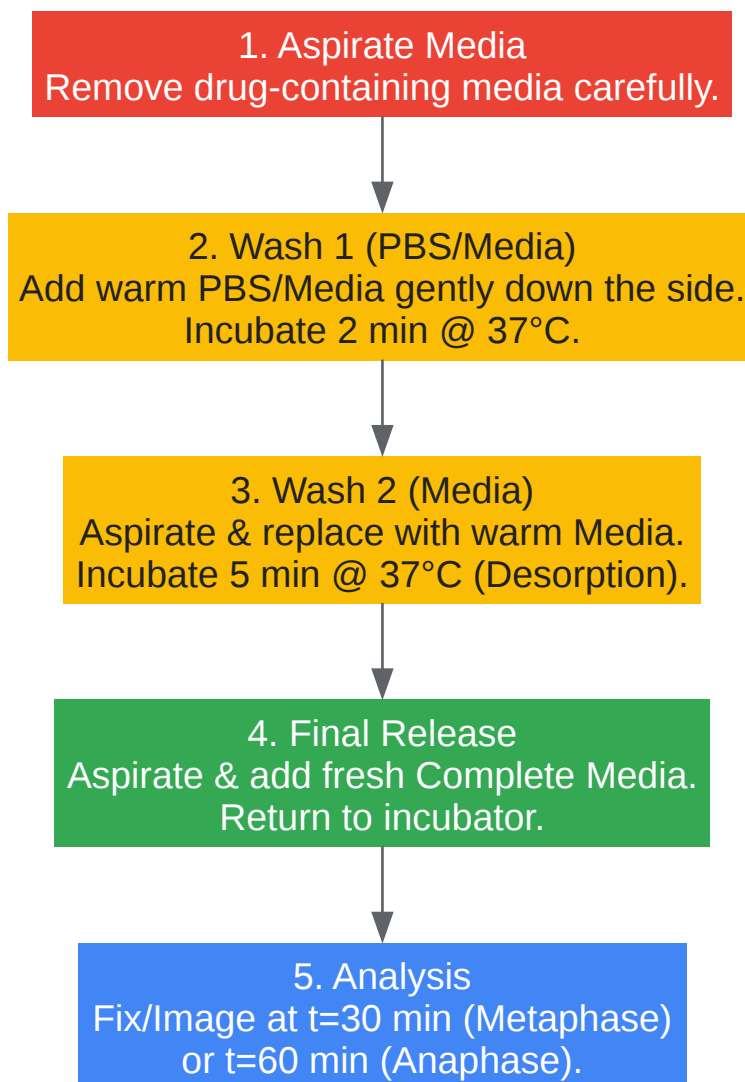 1. Aspirate Media
Remove drug-containing media carefully.
2. Wash 1 (PBS/Media)
Add warm PBS/Media gently down the side.
Incubate 2 min @ 37°C.
3. Wash 2 (Media)
Aspirate & replace with warm Media.
Incubate 5 min @ 37°C (Desorption).
4. Final Release
Aspirate & add fresh Complete Media.
Return to incubator.
5. Analysis
Fix/Image at t=30 min (Metaphase)
or t=60 min (Anaphase).